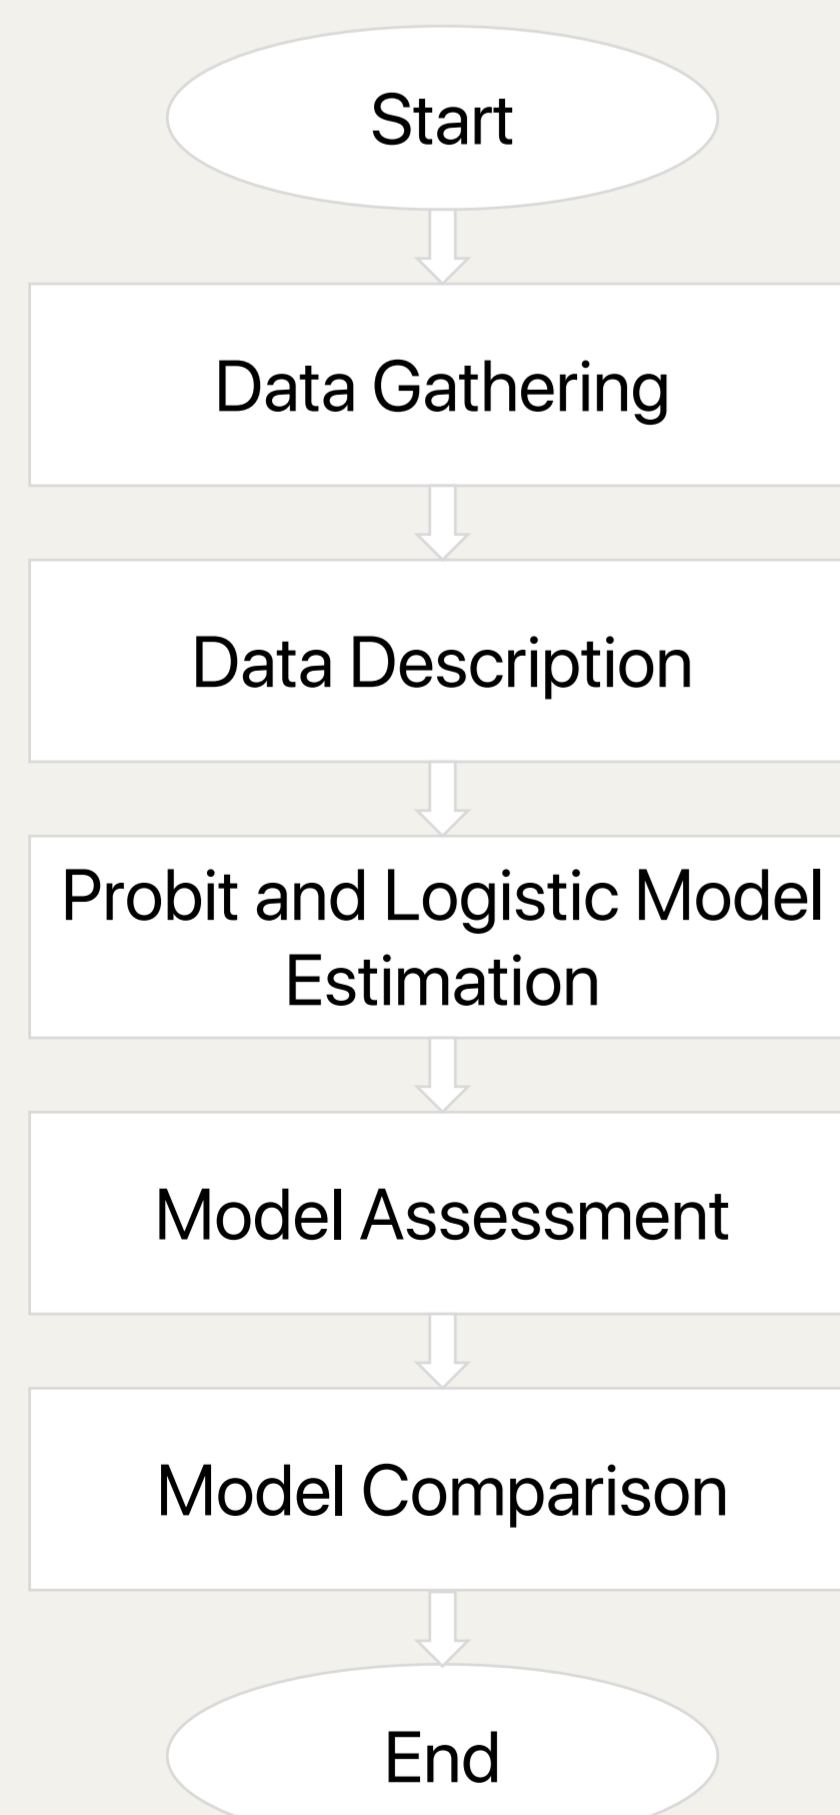 Start
Data Gathering
Data Description
Probit and Logistic Model
Estimation
Model Assessment
Model Comparison
End